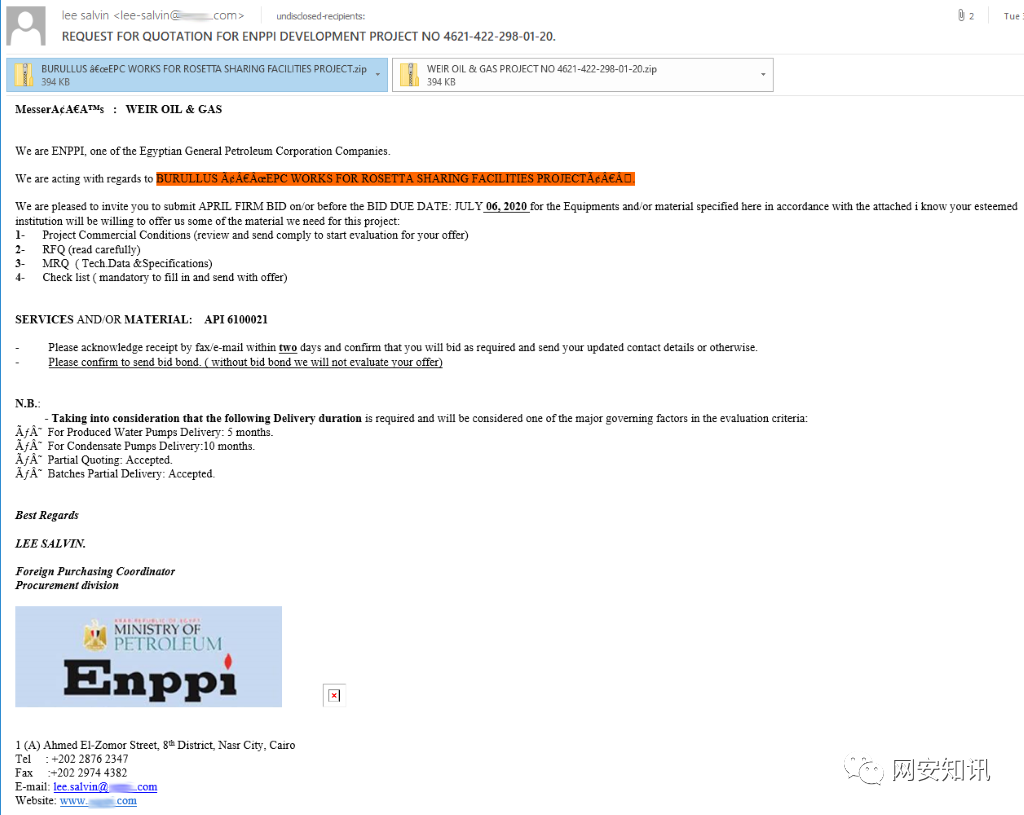 lee salvin <lee-salvin@ .com> undisclosed-recipients: 2 Tue
REQUEST FOR QUOTATION FOR ENPPI DEVELOPMENT PROJECT NO 4621-422-298-01-20.
BURULLUS â€œEPC WORKS FOR ROSETTA SHARING FACILITIES PROJECT.zip
394 KB
WEIR OIL & GAS PROJECT NO 4621-422-298-01-20.zip
394 KB
MesserÃ¢Â€Â™s : WEIR OIL & GAS
We are ENPPI, one of the Egyptian General Petroleum Corporation Companies.
We are acting with regards to BURULLUS Ã¢Â€ÂœEPC WORKS FOR ROSETTA SHARING FACILITIES PROJECTÃ¢Â€Â.
We are pleased to invite you to submit APRIL FIRM BID on/or before the BID DUE DATE: JULY 06, 2020 for the Equipments and/or material specified here in accordance with the attached i know your esteemed
institution will be willing to offer us some of the material we need for this project:
1- Project Commercial Conditions (review and send comply to start evaluation for your offer)
2- RFQ (read carefully)
3- MRQ ( Tech.Data &Specifications)
4- Check list ( mandatory to fill in and send with offer)
SERVICES AND/OR MATERIAL: API 6100021
- Please acknowledge receipt by fax/e-mail within two days and confirm that you will bid as required and send your updated contact details or otherwise.
- Please confirm to send bid bond. ( without bid bond we will not evaluate your offer)
N.B.:
- Taking into consideration that the following Delivery duration is required and will be considered one of the major governing factors in the evaluation criteria:
ÃƒÂ˜ For Produced Water Pumps Delivery: 5 months.
ÃƒÂ˜ For Condensate Pumps Delivery:10 months.
ÃƒÂ˜ Partial Quoting: Accepted.
ÃƒÂ˜ Batches Partial Delivery: Accepted.
Best Regards
LEE SALVIN.
Foreign Purchasing Coordinator
Procurement division
ARAB REPUBLIC OF EGYPT
MINISTRY OF
PETROLEUM
Enppi
1 (A) Ahmed El-Zomor Street, 8th District, Nasr City, Cairo
Tel : +202 2876 2347
Fax :+202 2974 4382
E-mail: lee.salvin@ .com
Website: www. .com
网安知讯